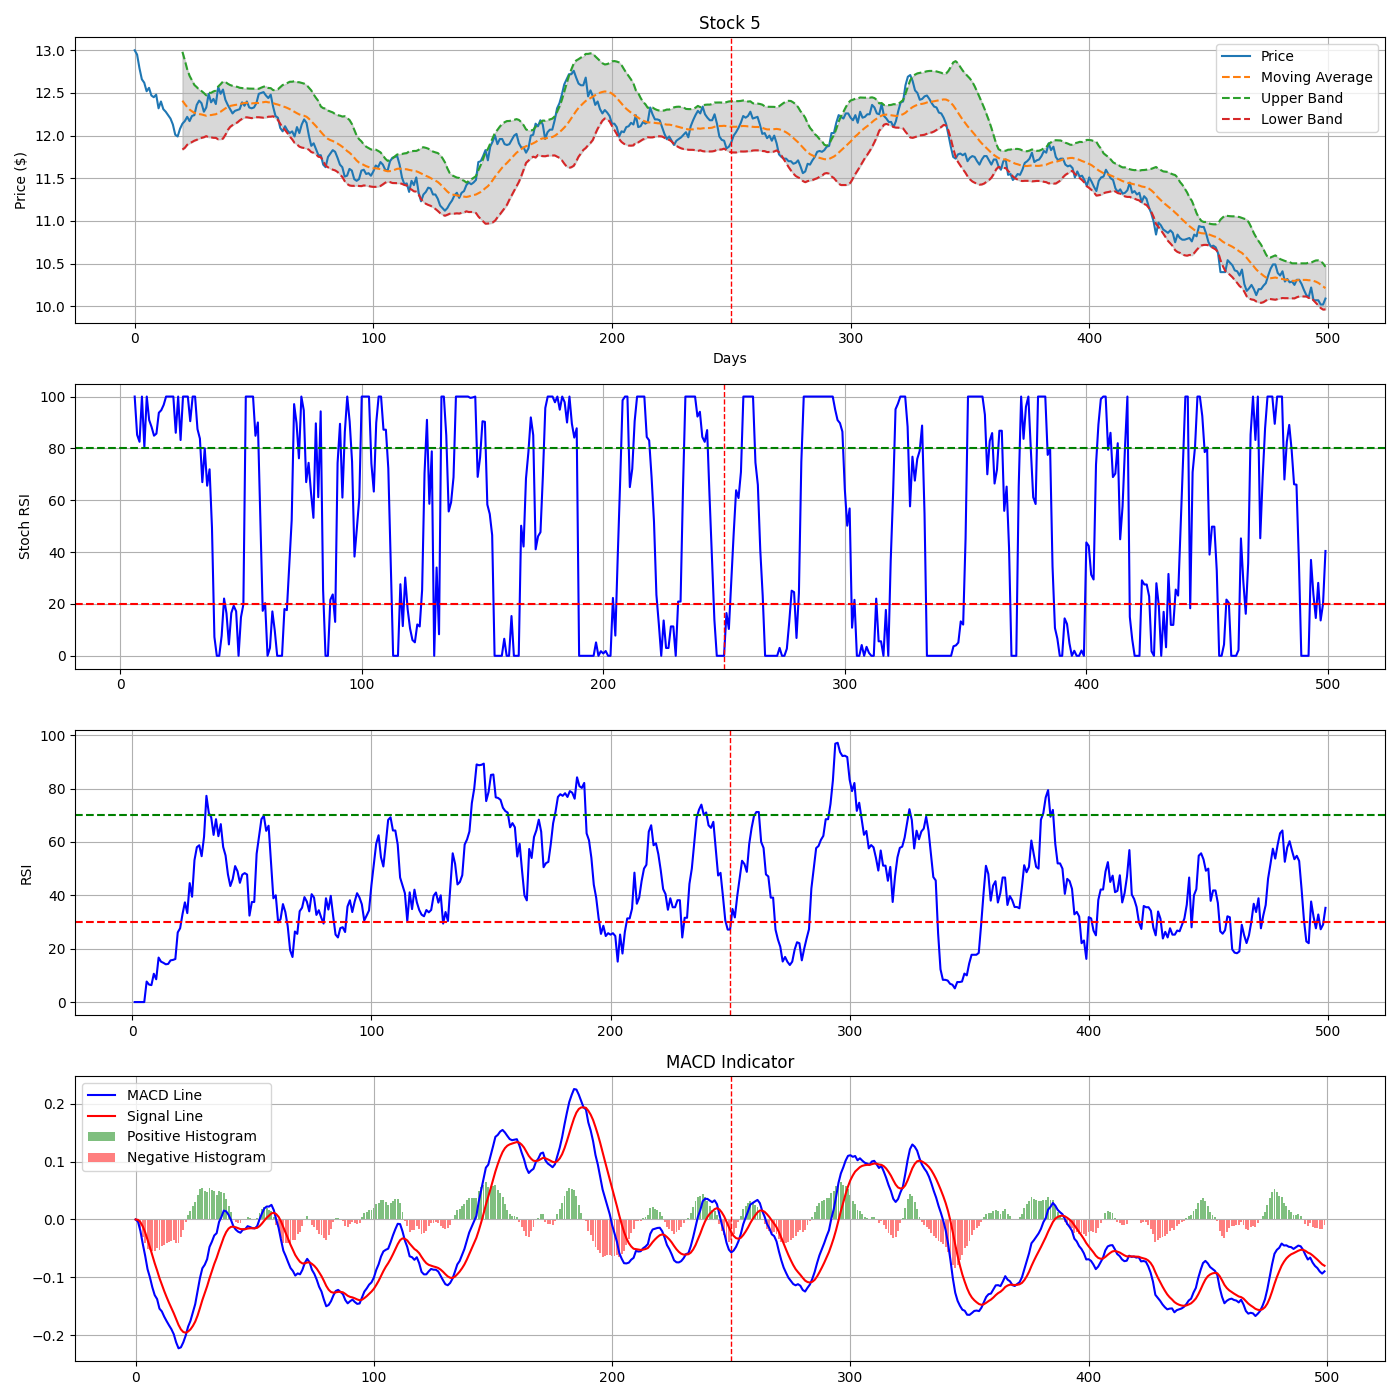 Stock 5
Price ($)
13.0
12.5
12.0
11.5
11.0
10.5
10.0
Price
Moving Average
Upper Band
Lower Band
0 100 200 300 400 500
Days
Stoch RSI
100
80
60
40
20
0
0 100 200 300 400 500
RSI
100
80
60
40
20
0
0 100 200 300 400 500
MACD Indicator
MACD Line
Signal Line
Positive Histogram
Negative Histogram
0.2
0.1
0.0
−0.1
−0.2
0 100 200 300 400 500